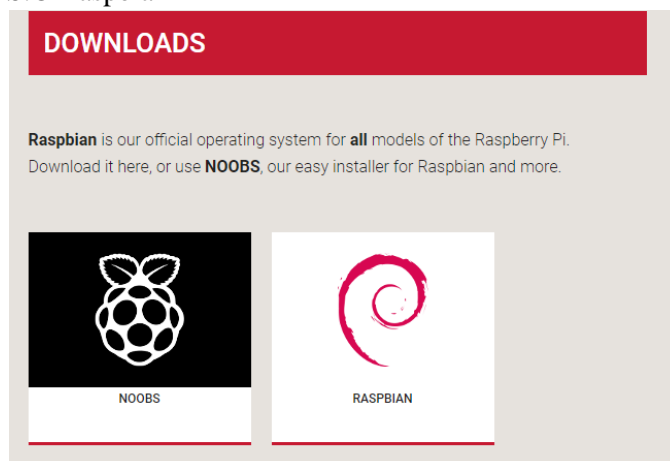 DOWNLOADS
Raspbian is our official operating system for all models of the Raspberry Pi.
Download it here, or use NOOBS, our easy installer for Raspbian and more.
NOOBS
RASPBIAN